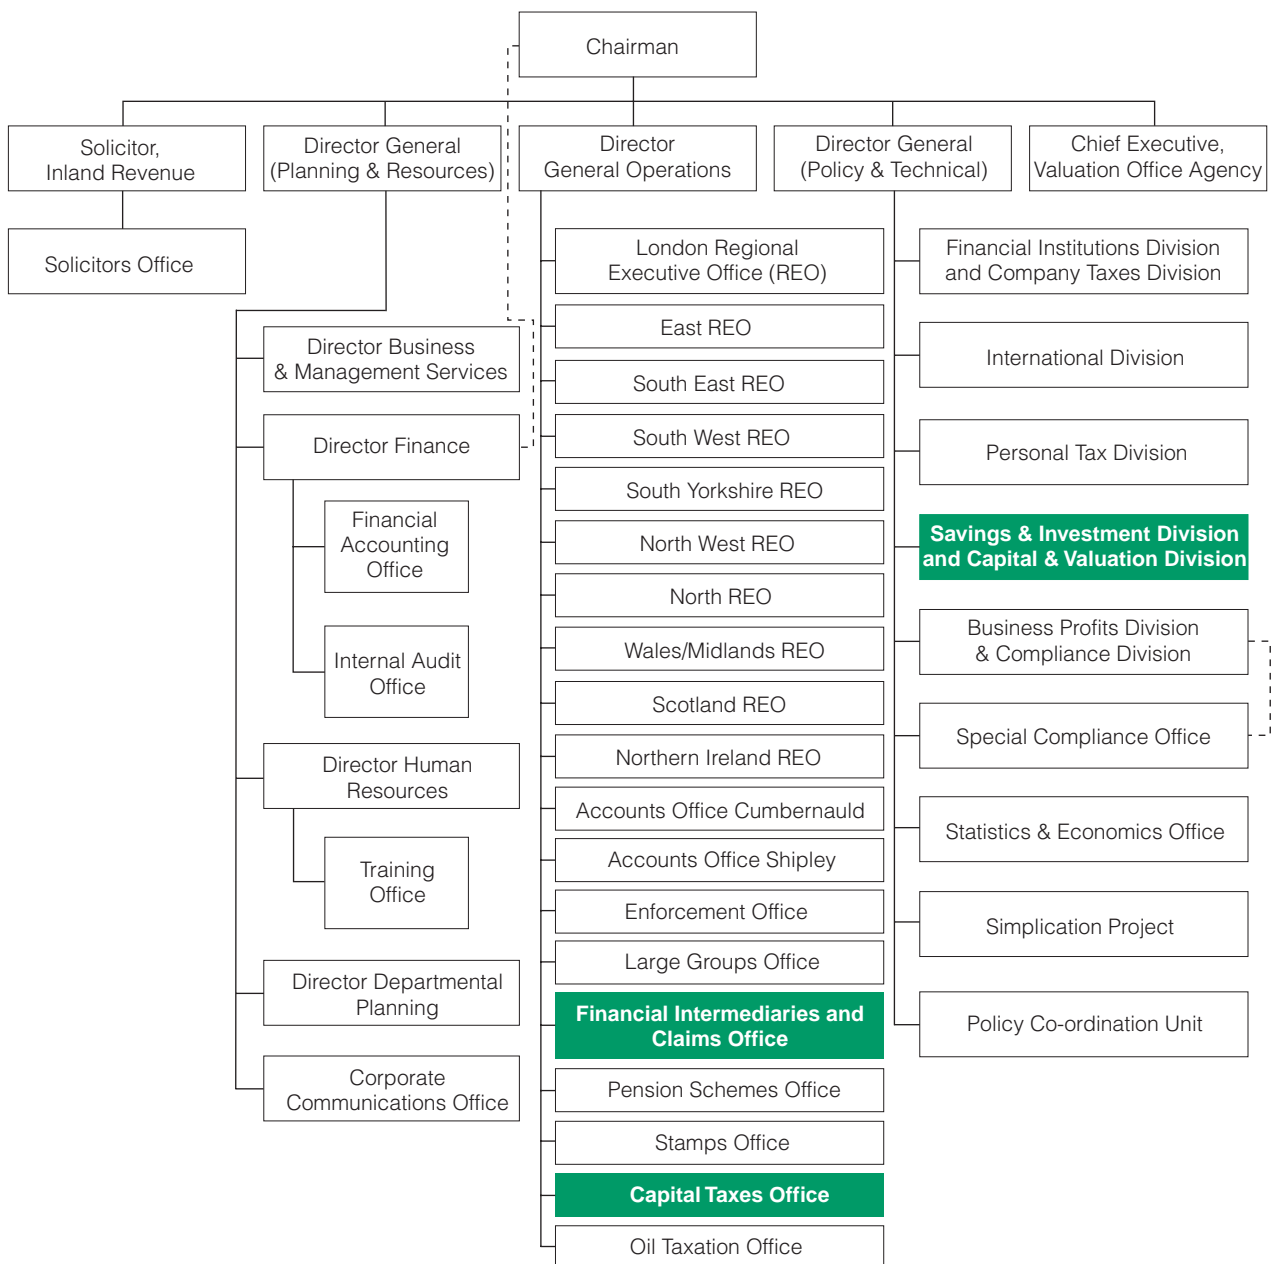 Chairman
Solicitor,
Inland Revenue
Director General
(Planning & Resources)
Director
General Operations
Director General
(Policy & Technical)
Chief Executive,
Valuation Office Agency
Solicitors Office
Director Business
& Management Services
Director Finance
Financial
Accounting
Office
Internal Audit
Office
Director Human
Resources
Training
Office
Director Departmental
Planning
Corporate
Communications Office
London Regional
Executive Office (REO)
East REO
South East REO
South West REO
South Yorkshire REO
North West REO
North REO
Wales/Midlands REO
Scotland REO
Northern Ireland REO
Accounts Office Cumbernauld
Accounts Office Shipley
Enforcement Office
Large Groups Office
Financial Intermediaries and
Claims Office
Pension Schemes Office
Stamps Office
Capital Taxes Office
Oil Taxation Office
Financial Institutions Division
and Company Taxes Division
International Division
Personal Tax Division
Savings & Investment Division
and Capital & Valuation Division
Business Profits Division
& Compliance Division
Special Compliance Office
Statistics & Economics Office
Simplication Project
Policy Co-ordination Unit